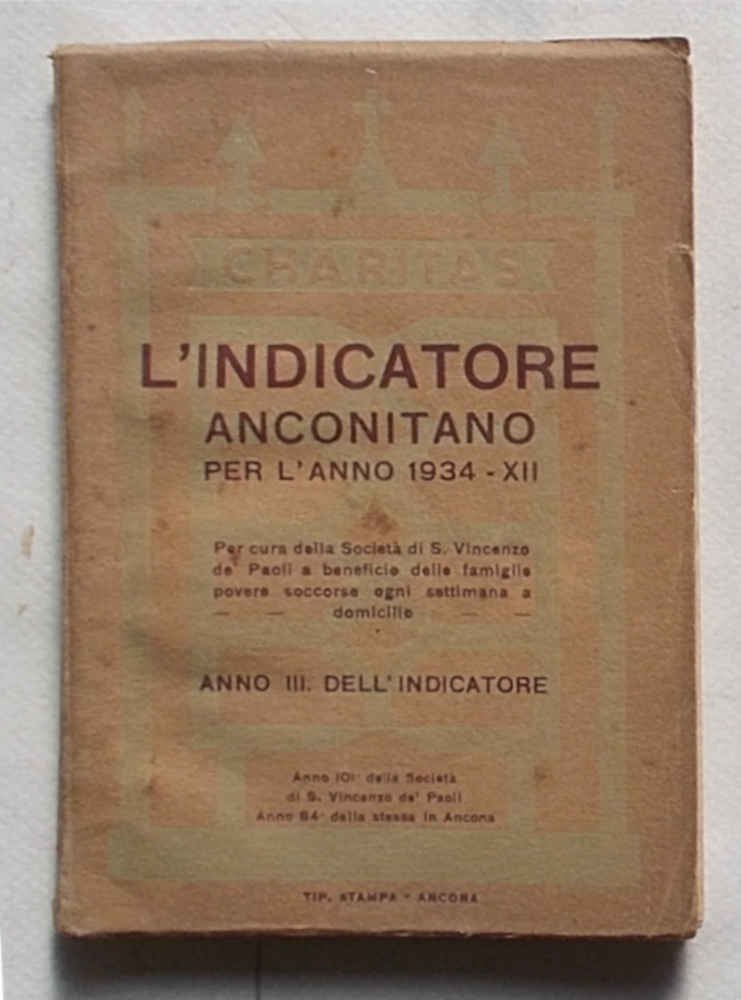 CHARITAS
L'INDICATORE
ANCONITANO
PER L'ANNO 1934 - XII
Per cura della Società di S. Vincenzo
de' Paoli a beneficio delle famiglie
povere soccorse ogni settimana a
— — domicilio — —
ANNO III. DELL'INDICATORE
Anno 101° della Società
di S. Vincenzo de' Paoli
Anno 84° della stessa in Ancona
TIP. STAMPA - ANCONA